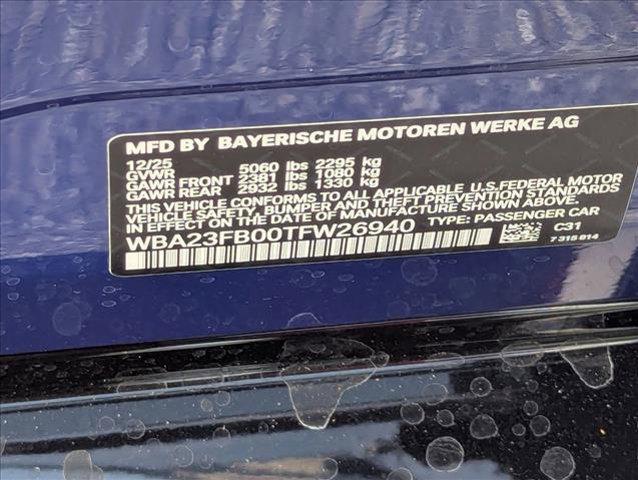 MFD BY BAYERISCHE MOTOREN WERKE AG
12/25
GVWR 5060 lbs 2295 kg
GAWR FRONT 2381 lbs 1080 kg
GAWR REAR 2932 lbs 1330 kg
THIS VEHICLE CONFORMS TO ALL APPLICABLE U.S.FEDERAL MOTOR
VEHICLE SAFETY, BUMPER AND THEFT PREVENTION STANDARDS
IN EFFECT ON THE DATE OF MANUFACTURE SHOWN ABOVE.
WBA23FB00TFW26940 TYPE: PASSENGER CAR
C31
7 315 914